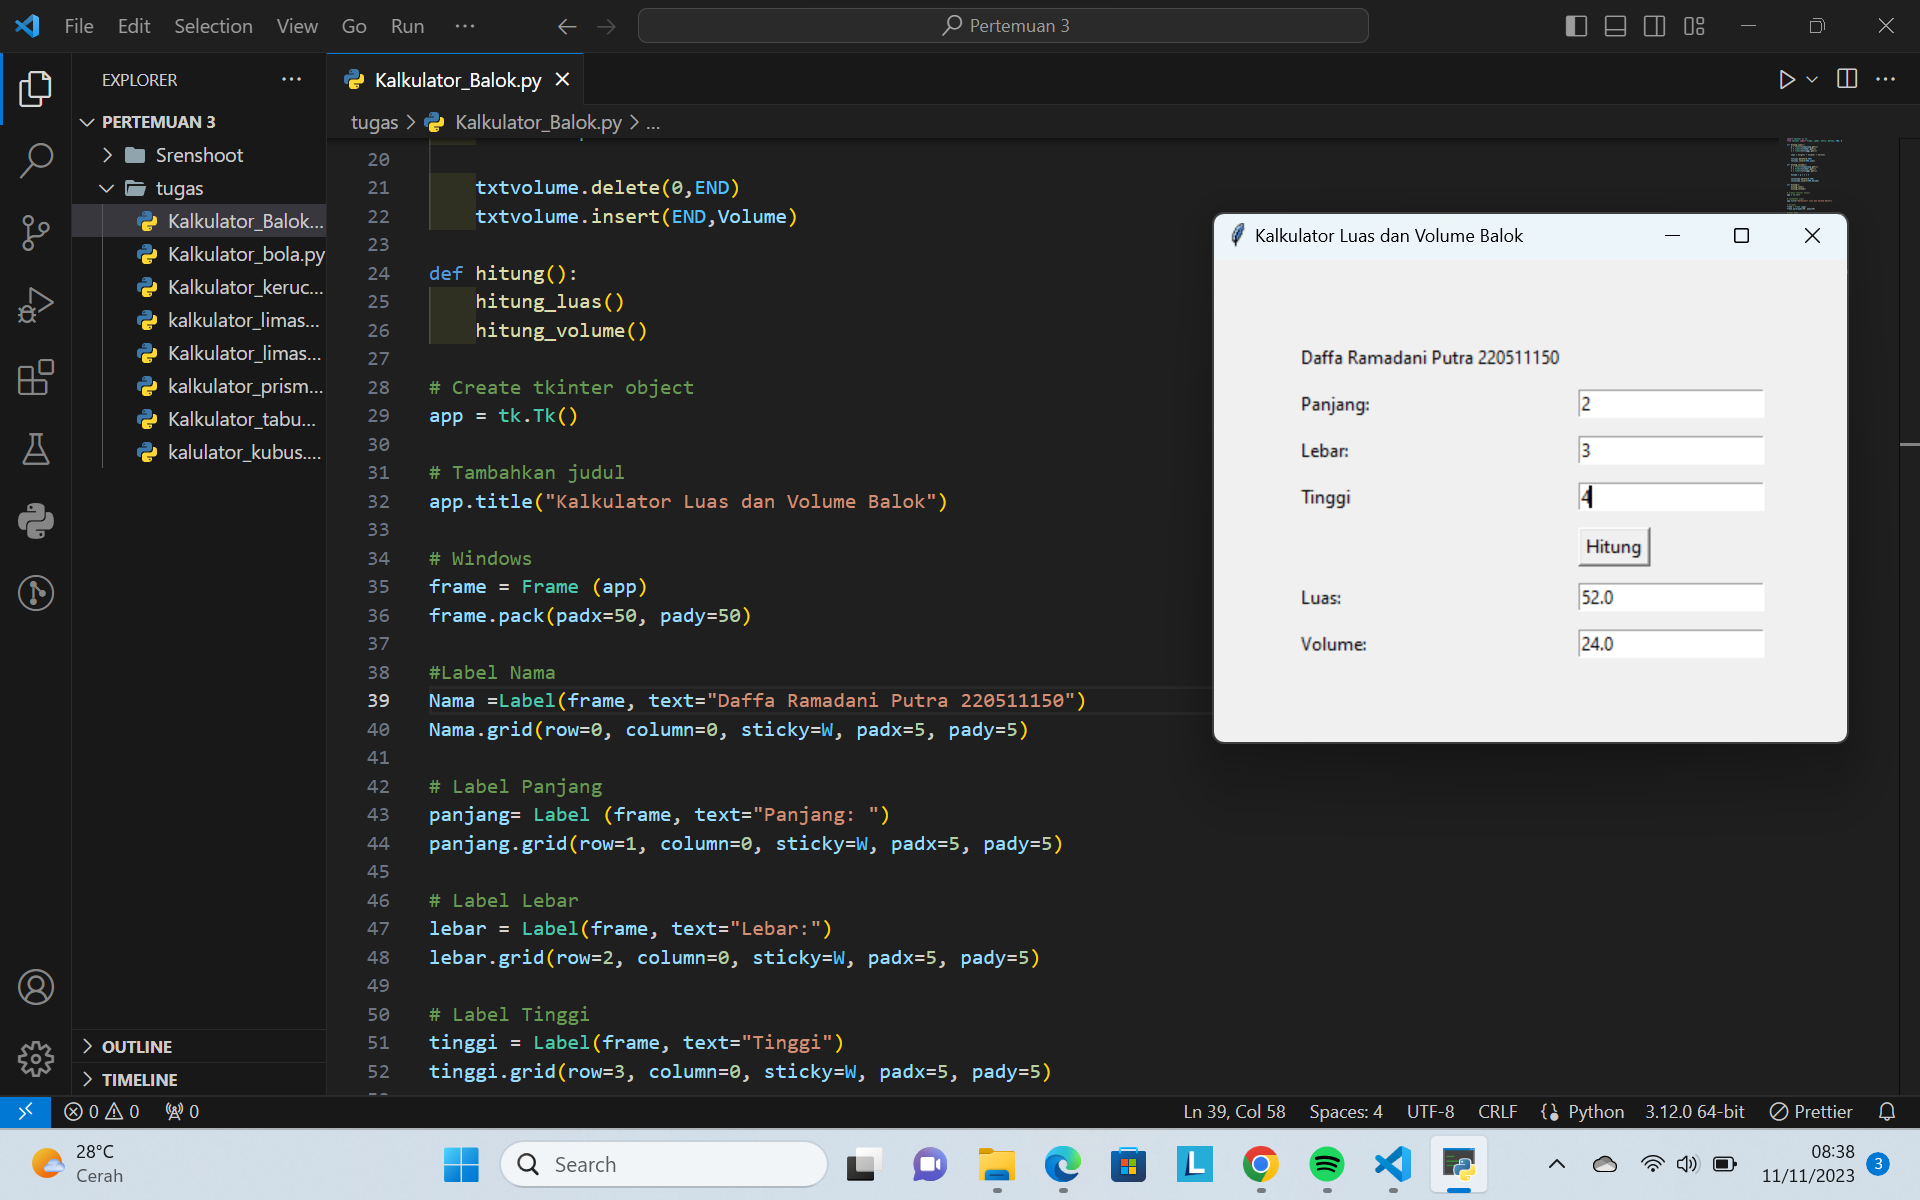 File Edit Selection View Go Run ···
Pertemuan 3
EXPLORER
PERTEMUAN 3
Srenshoot
tugas
Kalkulator_Balok...
Kalkulator_bola.py
Kalkulator_keruc...
kalkulator_limas...
Kalkulator_limas...
kalkulator_prism...
Kalkulator_tabu...
kalulator_kubus....
OUTLINE
TIMELINE
Kalkulator_Balok.py
tugas > Kalkulator_Balok.py > ...
20
21 txtvolume.delete(0,END)
22 txtvolume.insert(END,Volume)
23
24 def hitung():
25 hitung_luas()
26 hitung_volume()
27
28 # Create tkinter object
29 app = tk.Tk()
30
31 # Tambahkan judul
32 app.title("Kalkulator Luas dan Volume Balok")
33
34 # Windows
35 frame = Frame (app)
36 frame.pack(padx=50, pady=50)
37
38 #Label Nama
39 Nama =Label(frame, text="Daffa Ramadani Putra 220511150")
40 Nama.grid(row=0, column=0, sticky=W, padx=5, pady=5)
41
42 # Label Panjang
43 panjang= Label (frame, text="Panjang: ")
44 panjang.grid(row=1, column=0, sticky=W, padx=5, pady=5)
45
46 # Label Lebar
47 lebar = Label(frame, text="Lebar:")
48 lebar.grid(row=2, column=0, sticky=W, padx=5, pady=5)
49
50 # Label Tinggi
51 tinggi = Label(frame, text="Tinggi")
52 tinggi.grid(row=3, column=0, sticky=W, padx=5, pady=5)
Kalkulator Luas dan Volume Balok
Daffa Ramadani Putra 220511150
Panjang: 2
Lebar: 3
Tinggi 4
Hitung
Luas: 52.0
Volume: 24.0
0 0 0
Ln 39, Col 58 Spaces: 4 UTF-8 CRLF Python 3.12.0 64-bit Prettier
28°C
Cerah
Search
L
08:38
11/11/2023 3